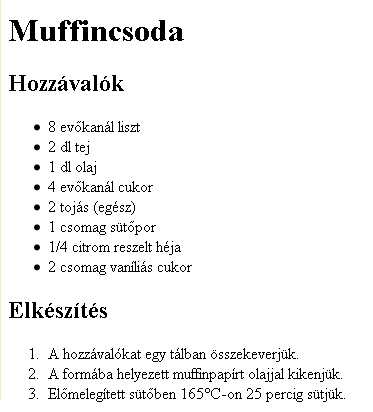 Muffincsoda
Hozzávalók
• 8 evőkanál liszt
• 2 dl tej
• 1 dl olaj
• 4 evőkanál cukor
• 2 tojás (egész)
• 1 csomag sütőpor
• 1/4 citrom reszelt héja
• 2 csomag vaníliás cukor
Elkészítés
1. A hozzávalókat egy tálban összekeverjük.
2. A formába helyezett muffinpapírt olajjal kikenjük.
3. Előmelegített sütőben 165°C-on 25 percig sütjük.